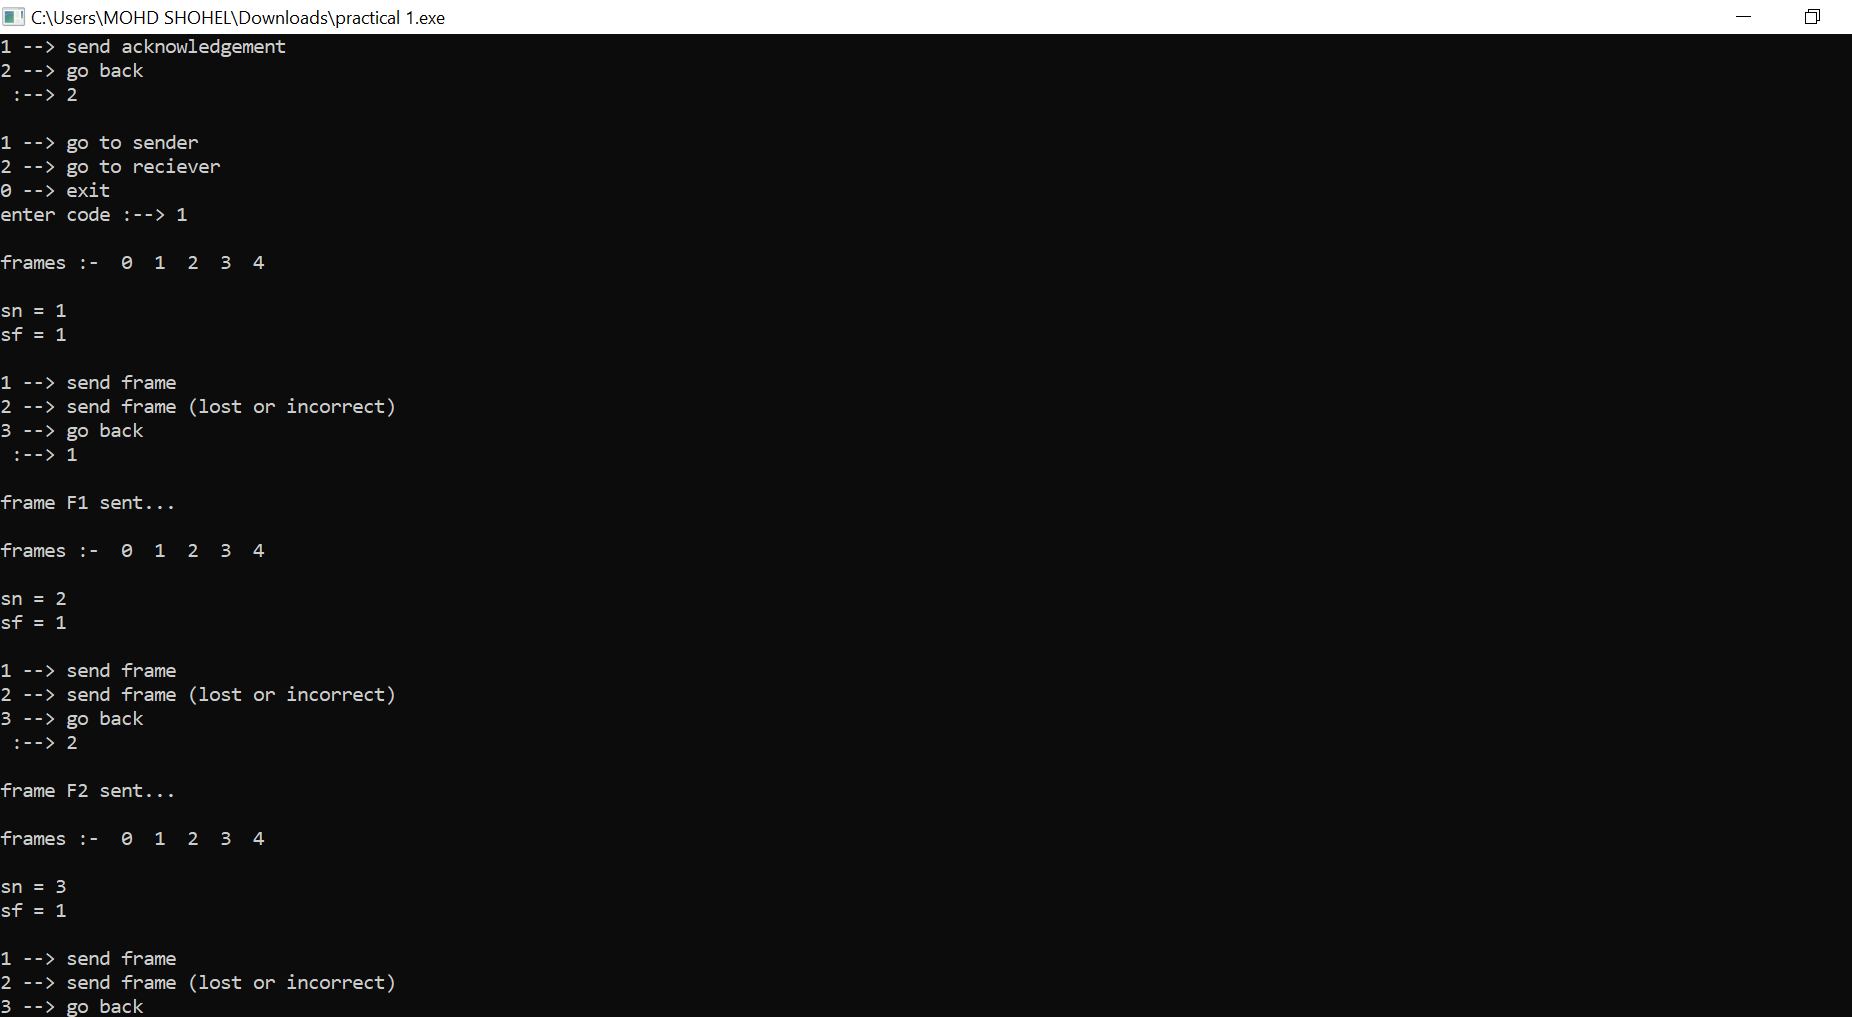 C:\Users\MOHD SHOHEL\Downloads\practical 1.exe
1 --> send acknowledgement
2 --> go back
 :--> 2
1 --> go to sender
2 --> go to reciever
0 --> exit
enter code :--> 1
frames :-  0  1  2  3  4
sn = 1
sf = 1
1 --> send frame
2 --> send frame (lost or incorrect)
3 --> go back
 :--> 1
frame F1 sent...
frames :-  0  1  2  3  4
sn = 2
sf = 1
1 --> send frame
2 --> send frame (lost or incorrect)
3 --> go back
 :--> 2
frame F2 sent...
frames :-  0  1  2  3  4
sn = 3
sf = 1
1 --> send frame
2 --> send frame (lost or incorrect)
3 --> go back